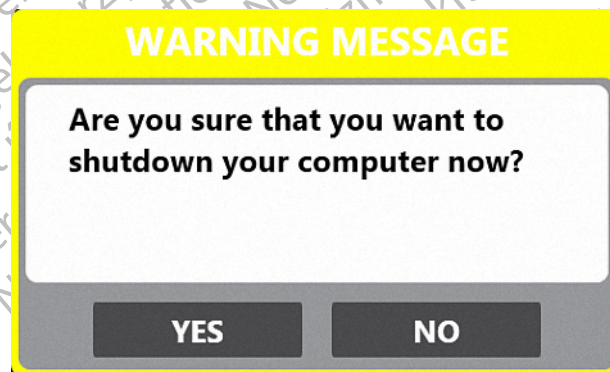 WARNING MESSAGE
Are you sure that you want to
shutdown your computer now?
YES
NO